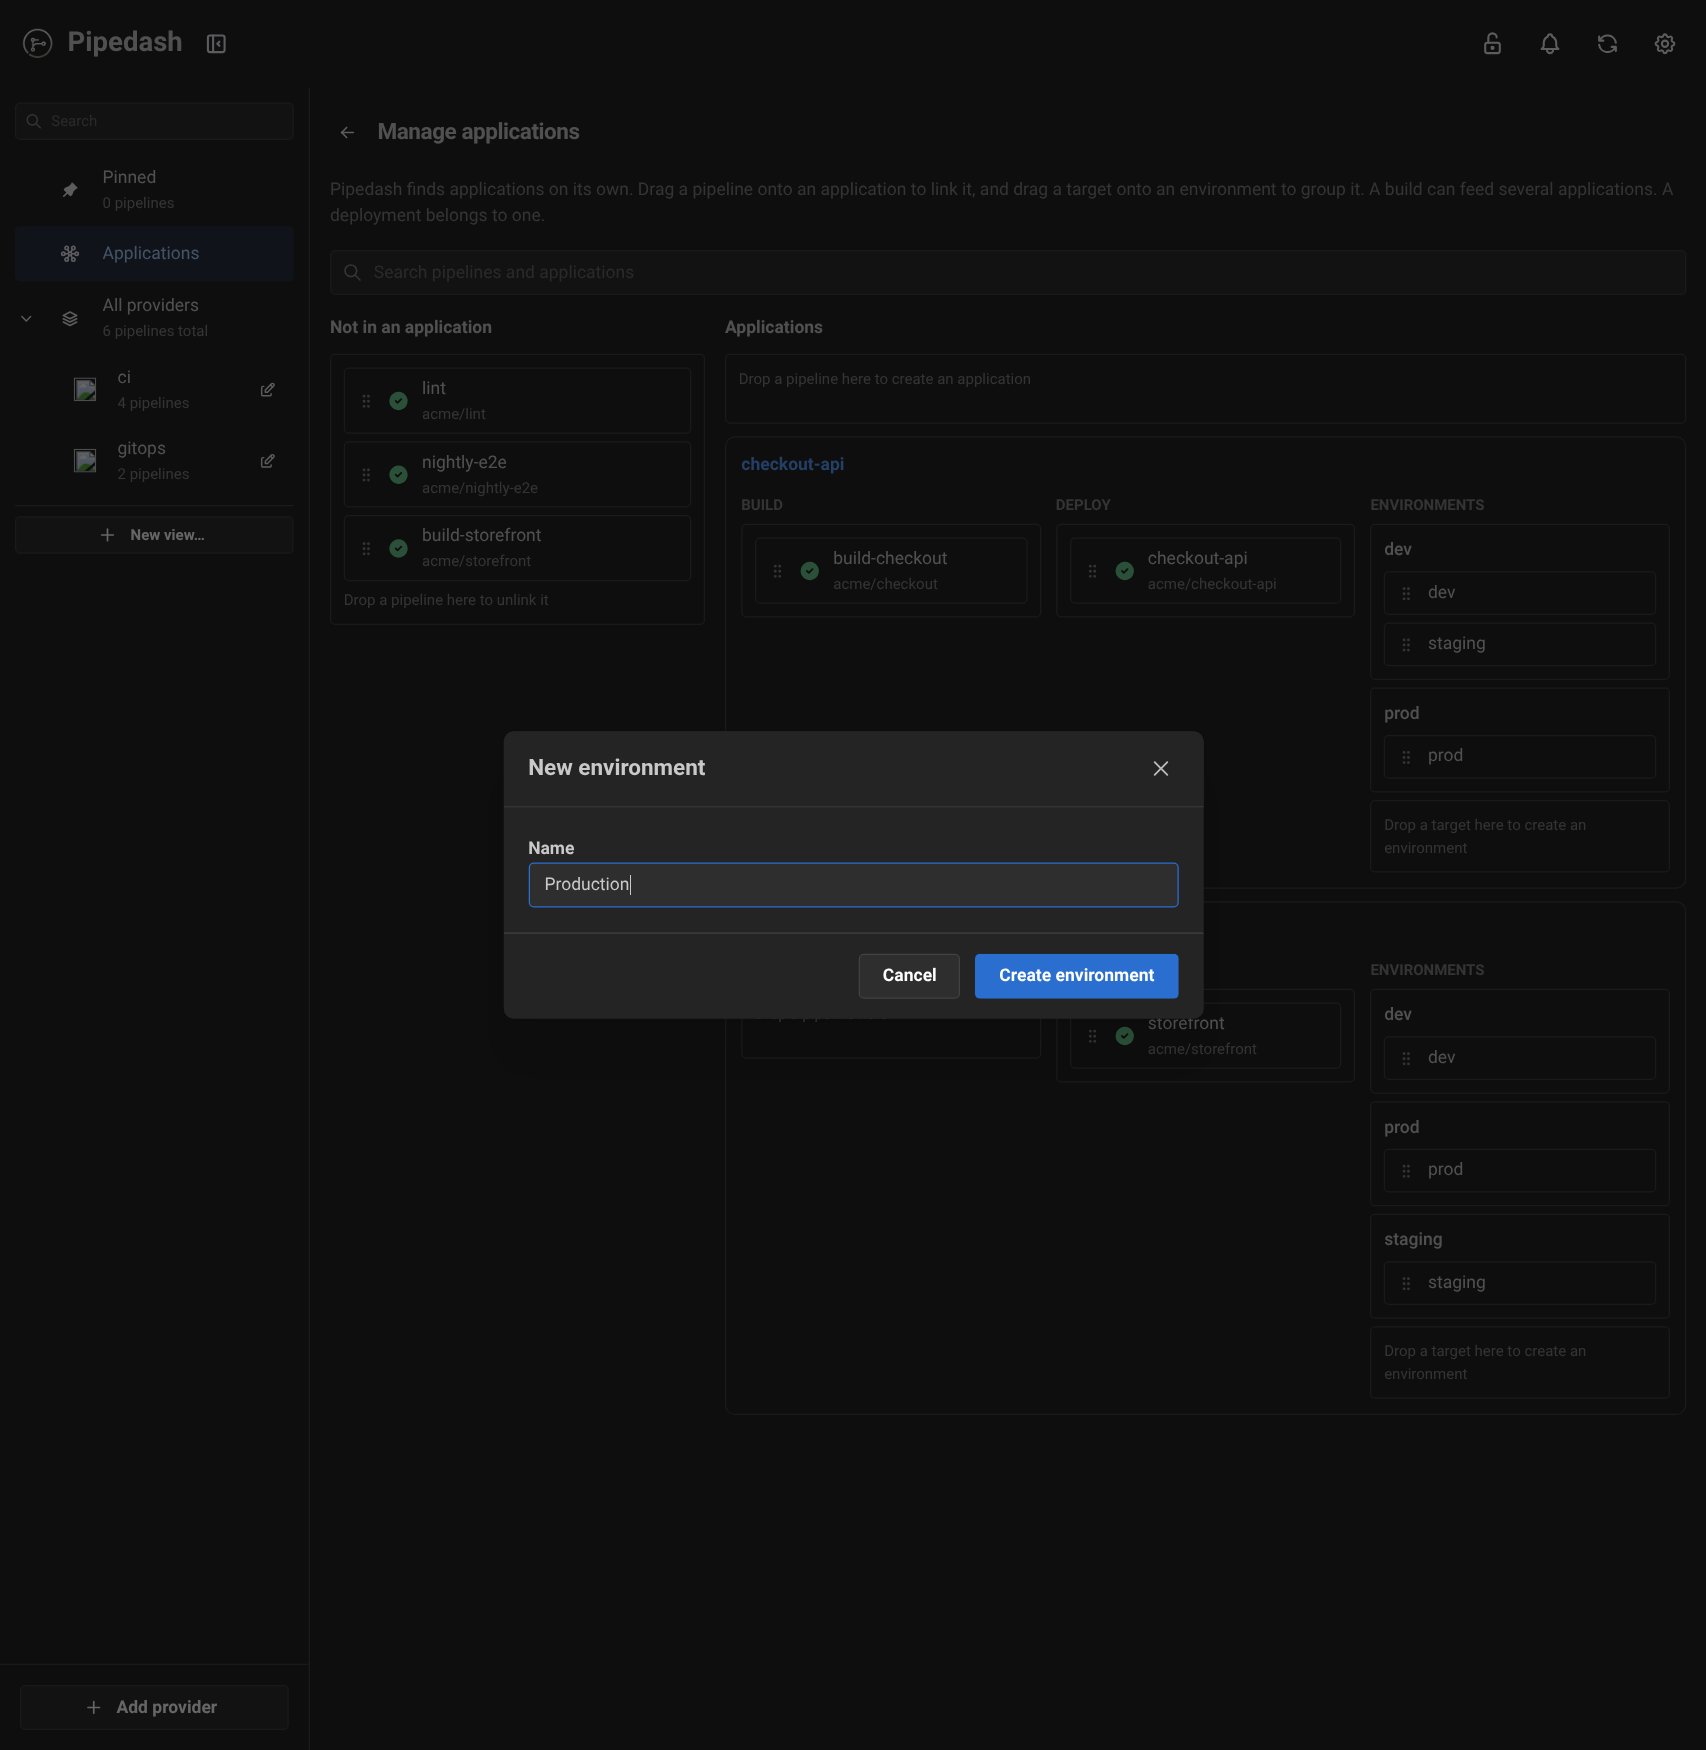 Pipedash
Search
Pinned
0 pipelines
Applications
All providers
6 pipelines total
ci
4 pipelines
gitops
2 pipelines
New view...
Add provider
Manage applications
Pipedash finds applications on its own. Drag a pipeline onto an application to link it, and drag a target onto an environment to group it. A build can feed several applications. A
deployment belongs to one.
Search pipelines and applications
Not in an application
lint
acme/lint
nightly-e2e
acme/nightly-e2e
build-storefront
acme/storefront
Drop a pipeline here to unlink it
Applications
Drop a pipeline here to create an application
checkout-api
BUILD
build-checkout
acme/checkout
DEPLOY
checkout-api
acme/checkout-api
ENVIRONMENTS
dev
dev
staging
prod
prod
Drop a target here to create an
environment
New environment
Name
Production
Cancel
Create environment
storefront
acme/storefront
ENVIRONMENTS
dev
dev
prod
prod
staging
staging
Drop a target here to create an
environment